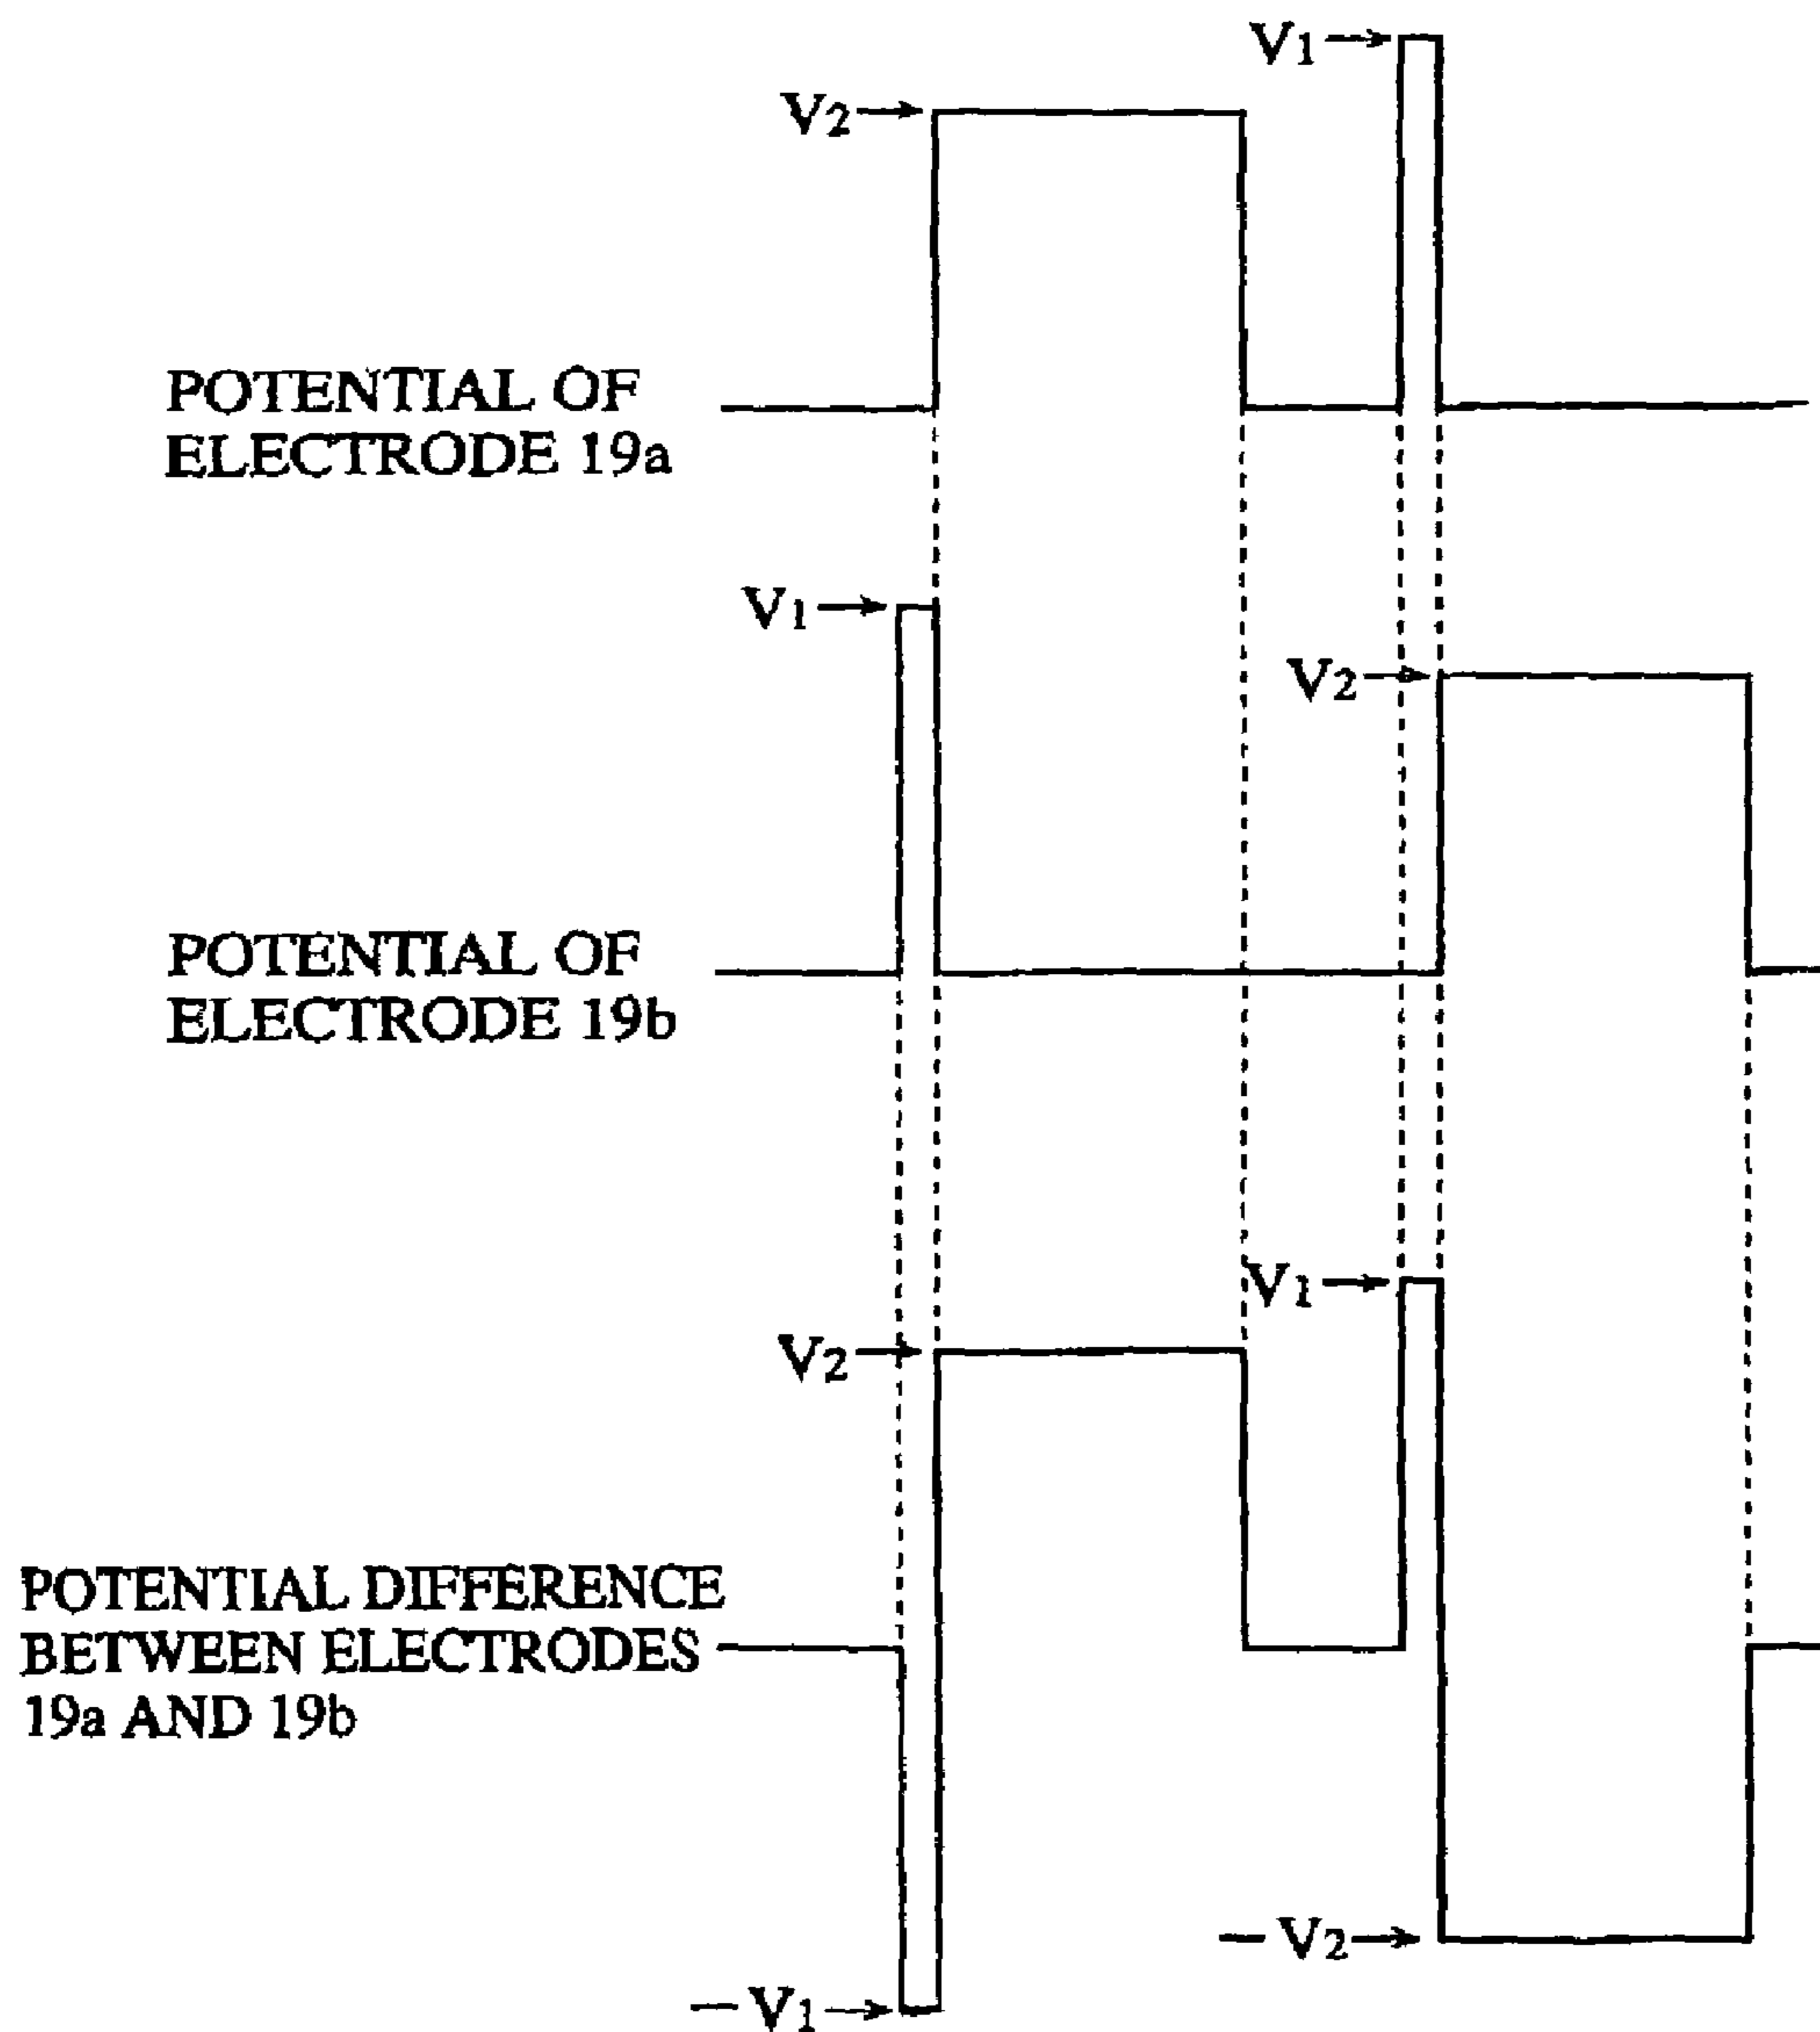 V1
V2
POTENTIAL OF
ELECTRODE 19a
V1
V2
POTENTIAL OF
ELECTRODE 19b
V1
V2
POTENTIAL DIFFERENCE
BETWEEN ELECTRODES
19a AND 19b
— V2
— V1